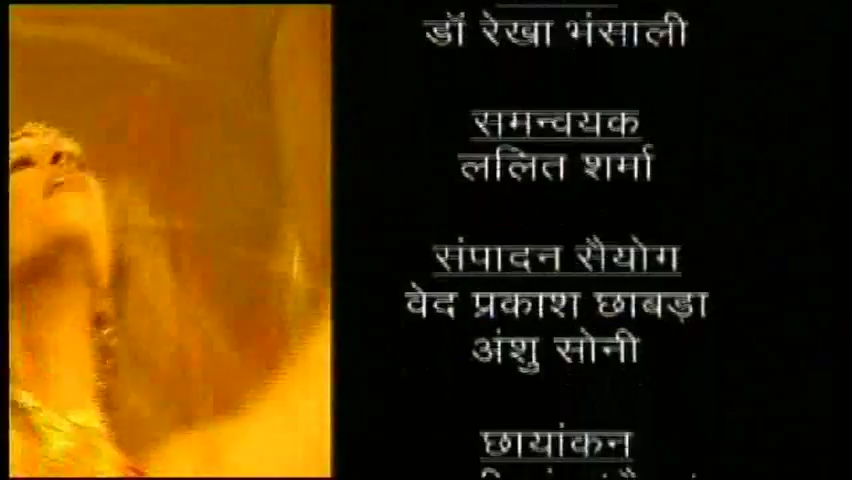 डॉ रेखा भंसाली
समन्वयक
ललित शर्मा
संपादन सैयोग
वेद प्रकाश छाबड़ा
अंशु सोनी
छायांकन